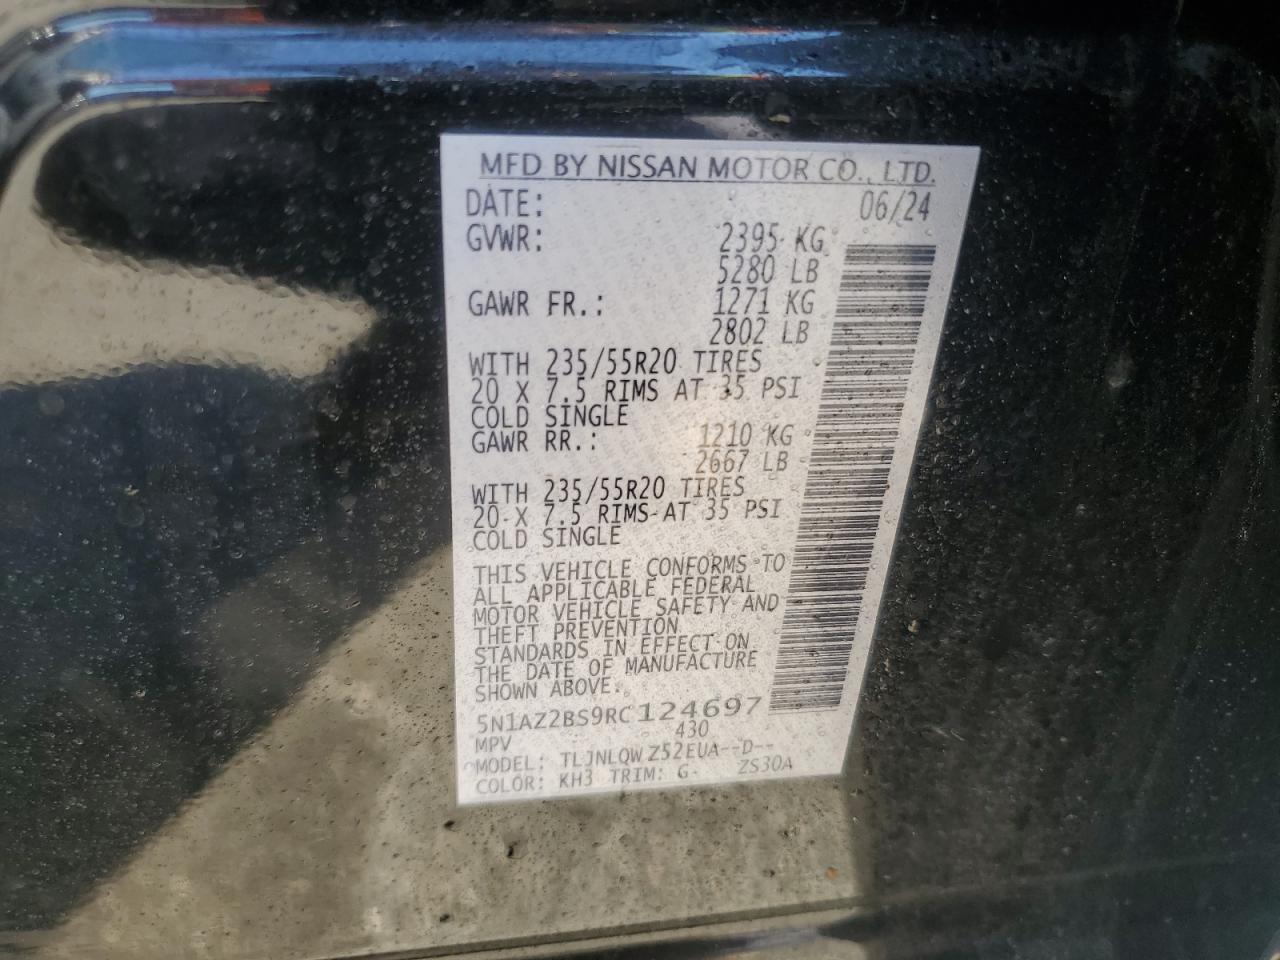 MFD BY NISSAN MOTOR CO., LTD.
DATE: 06/24
GVWR: 2395 KG
5280 LB
GAWR FR.: 1271 KG
2802 LB
WITH 235/55R20 TIRES
20 X 7.5 RIMS AT 35 PSI
COLD SINGLE
GAWR RR.: 1210 KG
2667 LB
WITH 235/55R20 TIRES
20 X 7.5 RIMS AT 35 PSI
COLD SINGLE
THIS VEHICLE CONFORMS TO
ALL APPLICABLE FEDERAL
MOTOR VEHICLE SAFETY AND
THEFT PREVENTION
STANDARDS IN EFFECT ON
THE DATE OF MANUFACTURE
SHOWN ABOVE.
5N1AZ2BS9RC124697
MPV 430
MODEL: TLJNLQW Z52EUA--D--
COLOR: KH3 TRIM: G ZS30A